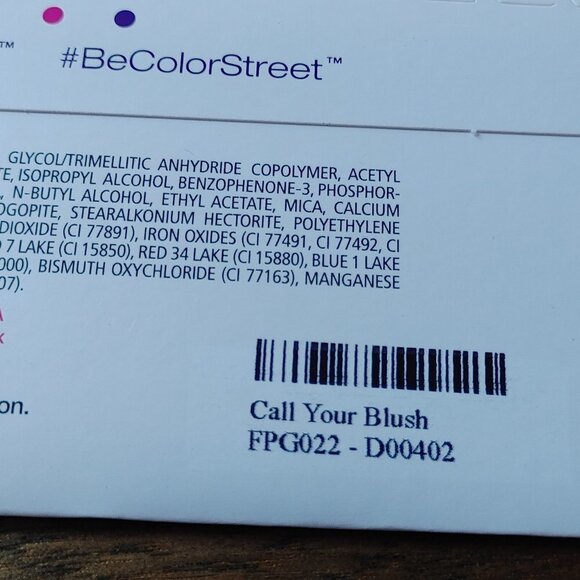 ™
#BeColorStreet™
GLYCOL/TRIMELLITIC ANHYDRIDE COPOLYMER, ACETYL
TE, ISOPROPYL ALCOHOL, BENZOPHENONE-3, PHOSPHOR-
, N-BUTYL ALCOHOL, ETHYL ACETATE, MICA, CALCIUM
OGOPITE, STEARALKONIUM HECTORITE, POLYETHYLENE
DIOXIDE (CI 77891), IRON OXIDES (CI 77491, CI 77492, CI
7 LAKE (CI 15850), RED 34 LAKE (CI 15880), BLUE 1 LAKE
000), BISMUTH OXYCHLORIDE (CI 77163), MANGANESE
07).
A
on.
Call Your Blush
FPG022 - D00402